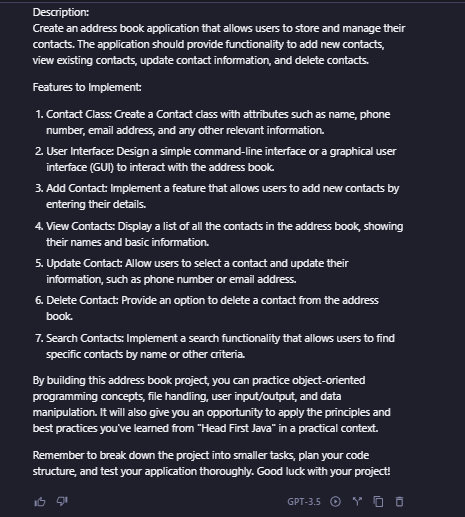 Description:
Create an address book application that allows users to store and manage their
contacts. The application should provide functionality to add new contacts,
view existing contacts, update contact information, and delete contacts.
Features to Implement:
1. Contact Class: Create a Contact class with attributes such as name, phone
number, email address, and any other relevant information.
2. User Interface: Design a simple command-line interface or a graphical user
interface (GUI) to interact with the address book.
3. Add Contact: Implement a feature that allows users to add new contacts by
entering their details.
4. View Contacts: Display a list of all the contacts in the address book, showing
their names and basic information.
5. Update Contact: Allow users to select a contact and update their
information, such as phone number or email address.
6. Delete Contact: Provide an option to delete a contact from the address
book.
7. Search Contacts: Implement a search functionality that allows users to find
specific contacts by name or other criteria.
By building this address book project, you can practice object-oriented
programming concepts, file handling, user input/output, and data
manipulation. It will also give you an opportunity to apply the principles and
best practices you've learned from "Head First Java" in a practical context.
Remember to break down the project into smaller tasks, plan your code
structure, and test your application thoroughly. Good luck with your project!
GPT-3.5